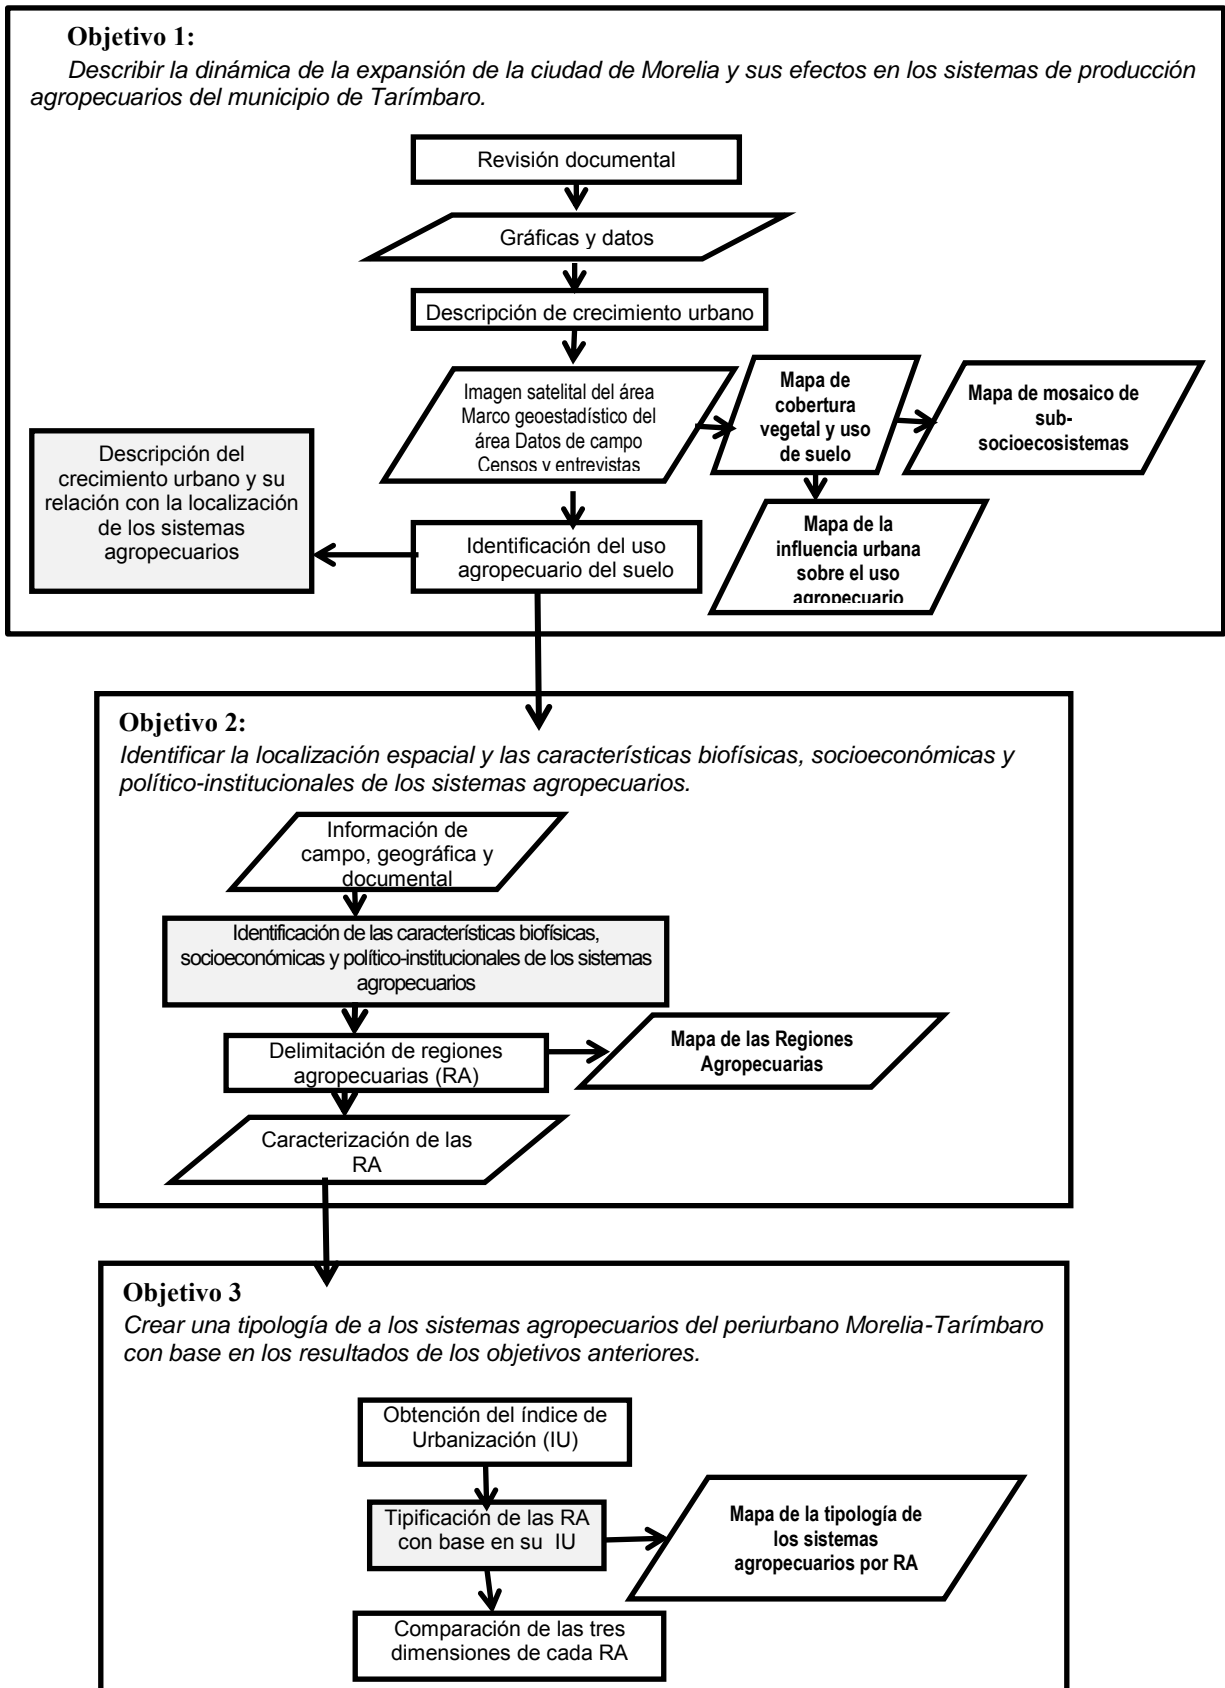 Objetivo 1:
Describir la dinámica de la expansión de la ciudad de Morelia y sus efectos en los sistemas de producción
agropecuarios del municipio de Tarímbaro.
Revisión documental
Gráficas y datos
Descripción de crecimiento urbano
Imagen satelital del área
Marco geoestadístico del
área Datos de campo
Censos y entrevistas
Mapa de
cobertura
vegetal y uso
de suelo
Mapa de mosaico de
sub-
socioecosistemas
Descripción del
crecimiento urbano y su
relación con la localización
de los sistemas
agropecuarios
Identificación del uso
agropecuario del suelo
Mapa de la
influencia urbana
sobre el uso
agropecuario
Objetivo 2:
Identificar la localización espacial y las características biofísicas, socioeconómicas y
político-institucionales de los sistemas agropecuarios.
Información de
campo, geográfica y
documental
Identificación de las características biofísicas,
socioeconómicas y político-institucionales de los sistemas
agropecuarios
Delimitación de regiones
agropecuarias (RA)
Mapa de las Regiones
Agropecuarias
Caracterización de las
RA
Objetivo 3
Crear una tipología de a los sistemas agropecuarios del periurbano Morelia-Tarímbaro
con base en los resultados de los objetivos anteriores.
Obtención del índice de
Urbanización (IU)
Tipificación de las RA
con base en su IU
Mapa de la tipología de
los sistemas
agropecuarios por RA
Comparación de las tres
dimensiones de cada RA